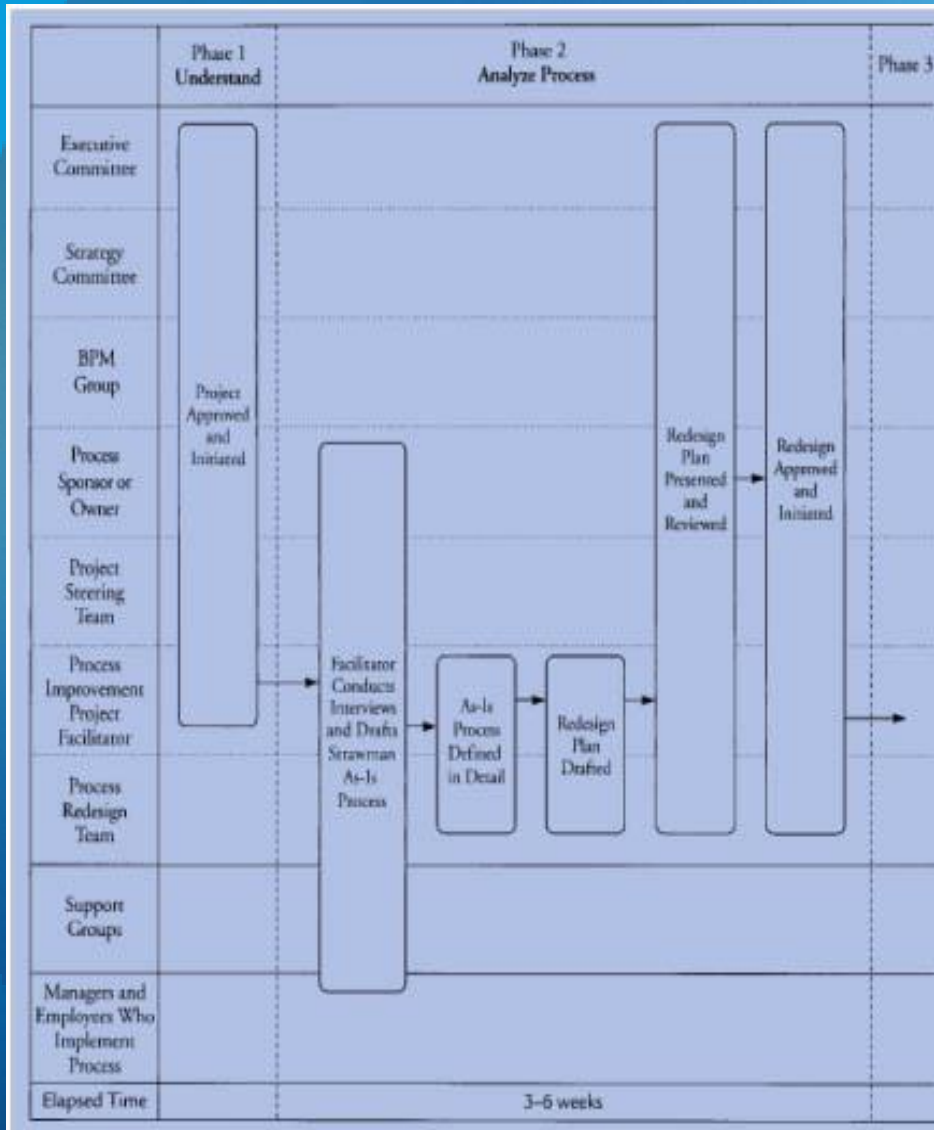 Phase 1
Understand
Phase 2
Analyze Process
Phase 3
Executive
Committee
Strategy
Committee
BPM
Group
Process
Sponsor or
Owner
Project
Steering
Team
Process
Improvement
Project
Facilitator
Process
Redesign
Team
Support
Groups
Managers and
Employees Who
Implement
Process
Elapsed Time
Project
Approved
and
Initiated
Facilitator
Conducts
Interviews
and Drafts
Strawman
As-Is
Process
As-Is
Process
Defined
in Detail
Redesign
Plan
Drafted
Redesign
Plan
Presented
and
Reviewed
Redesign
Approved
and
Initiated
3–6 weeks